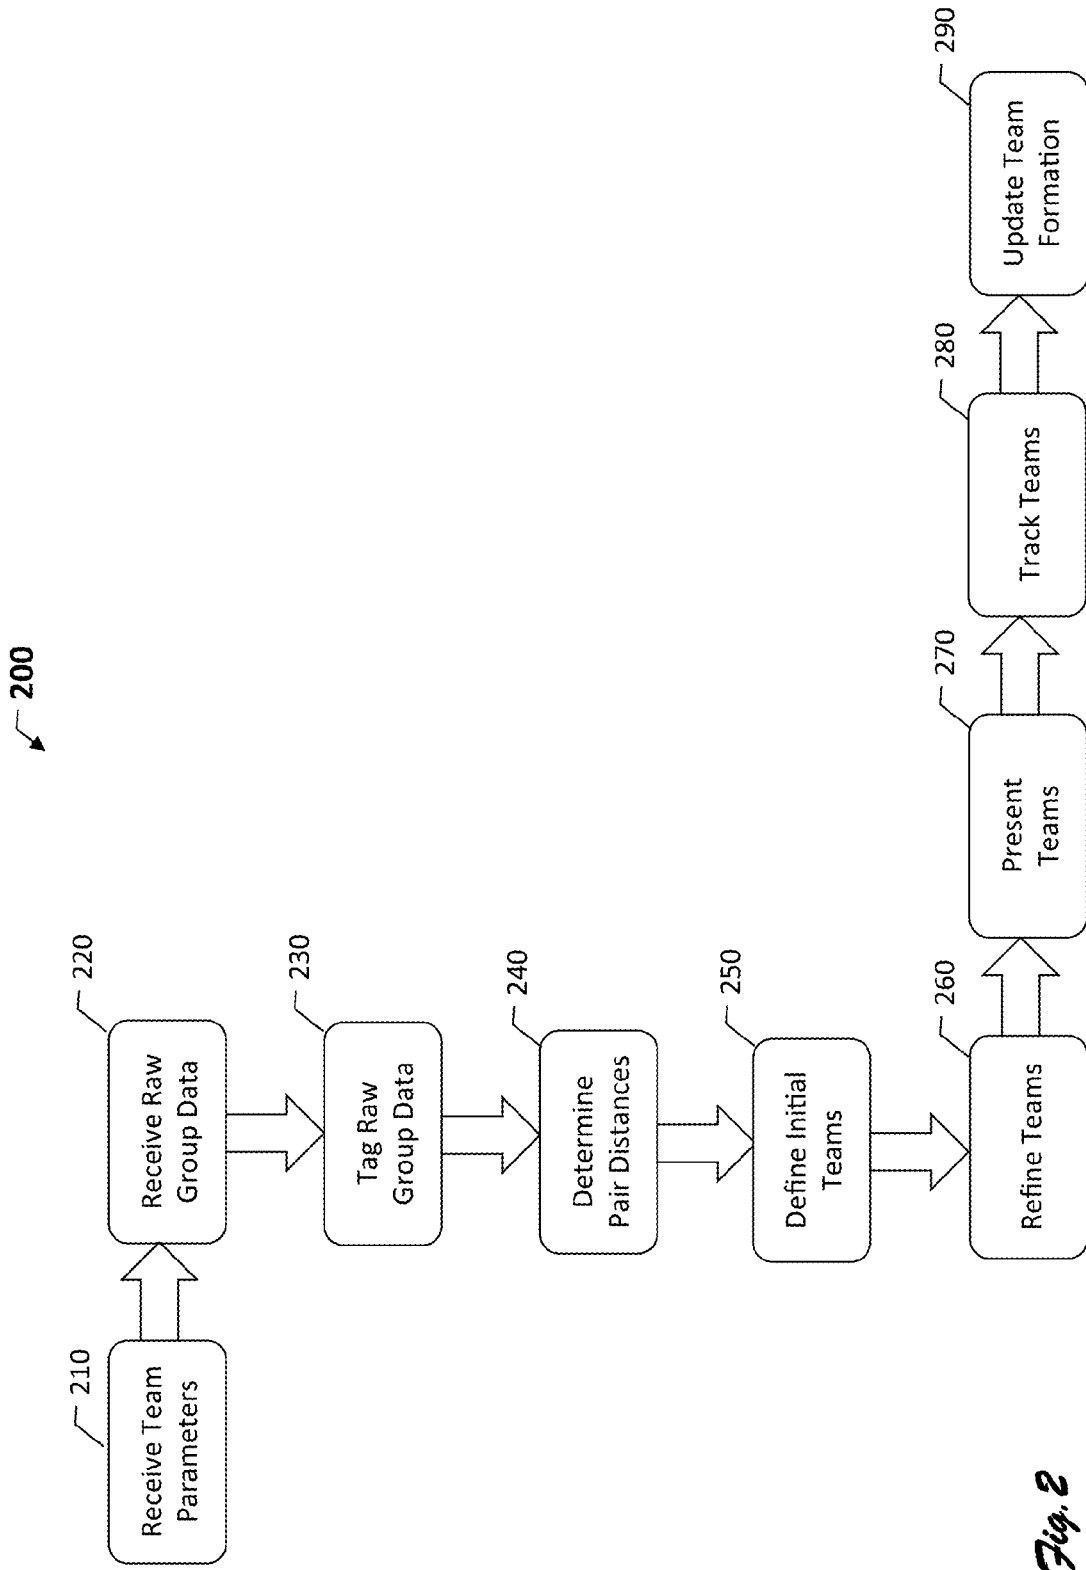 200
210
Receive Team
Parameters
220
Receive Raw
Group Data
230
Tag Raw
Group Data
240
Determine
Pair Distances
250
Define Initial
Teams
260
Refine Teams
270
Present
Teams
280
Track Teams
290
Update Team
Formation
Fig. 2